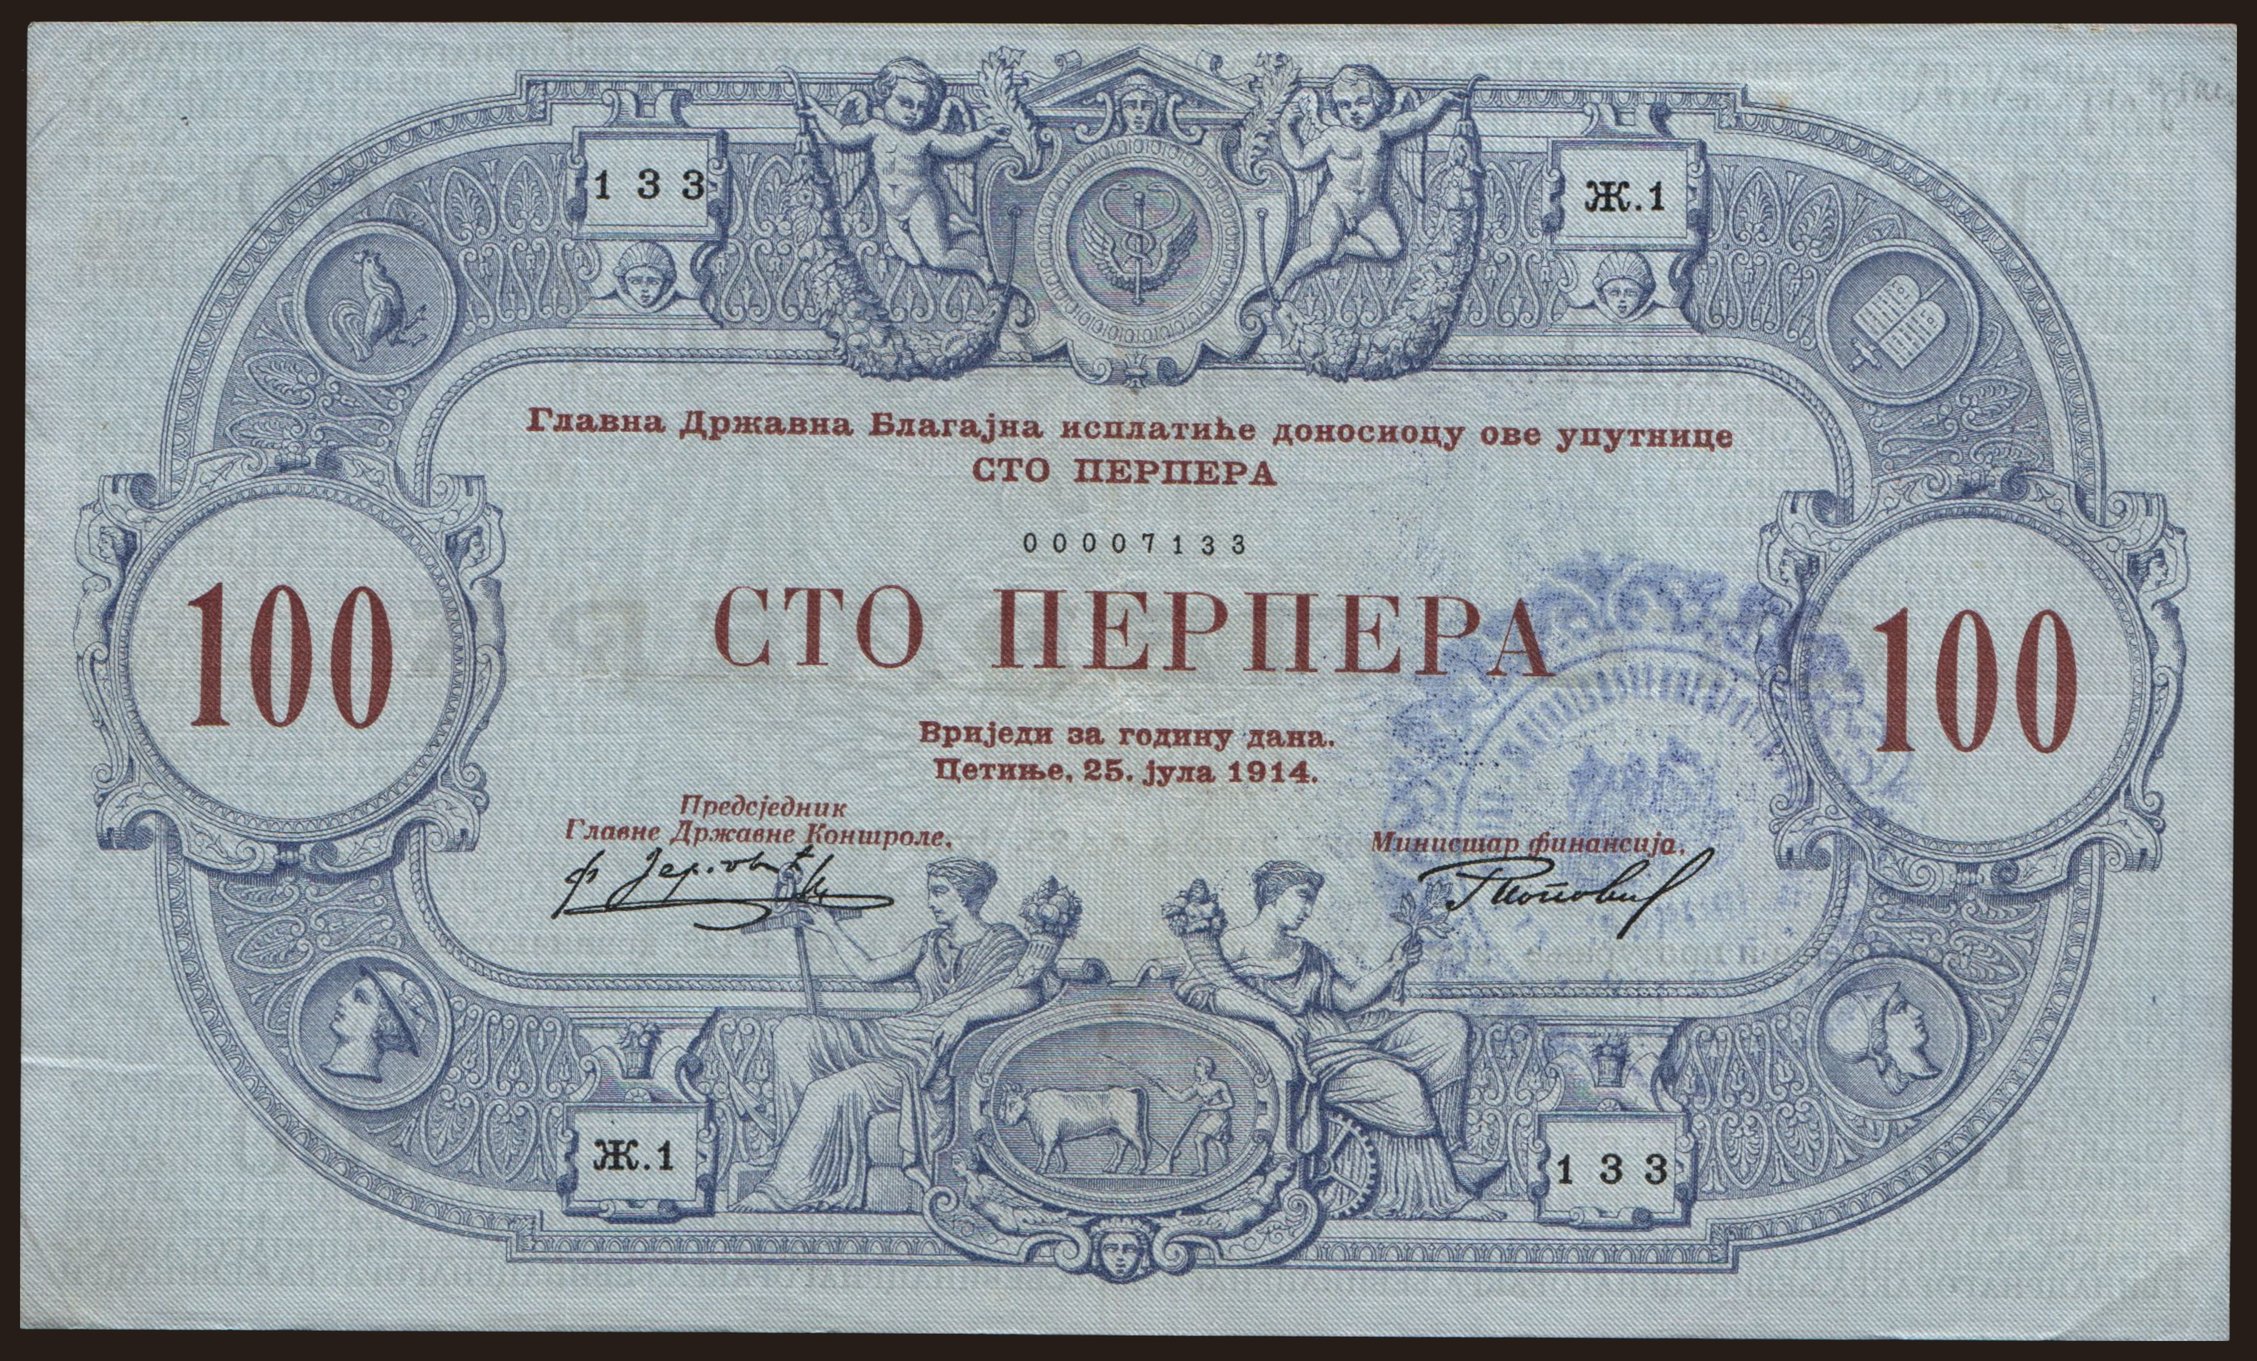 133
Ж.1
Главна Државна Благајна исплатиће доносиоцу ове упутнице
СТО ПЕРПЕРА
00007133
100
СТО ПЕРПЕРА
100
Вриједи за годину дана.
Цетиње, 25. јула 1914.
Предсједник
Главне Државне Контроле.
Министар финансија.
Ж.1
133